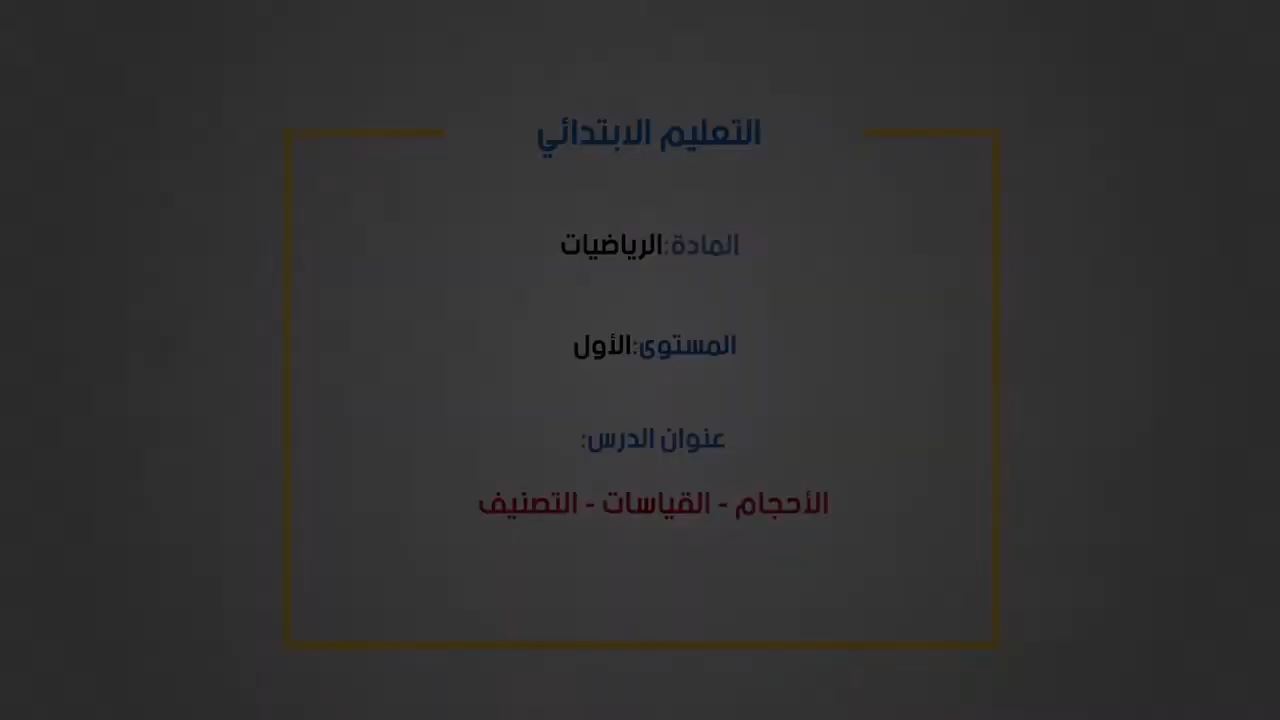 التعليم الابتدائي
المادة:الرياضيات
المستوى:الأول
عنوان الدرس:
الأحجام - القياسات - التصنيف